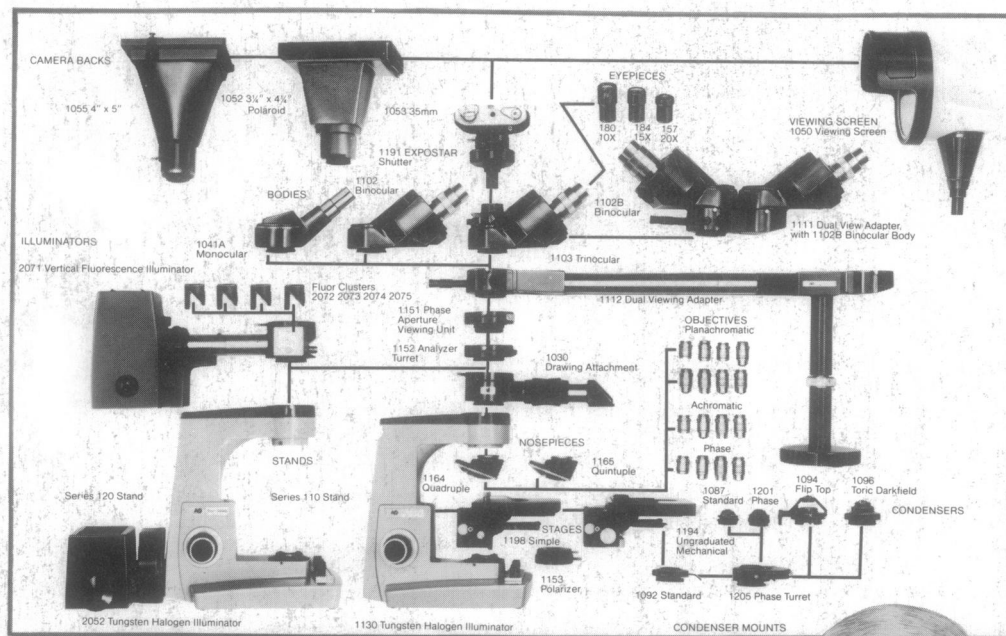 CAMERA BACKS
1055 4" x 5"
1052 3¼" x 4¼"
Polaroid
1053 35mm
EYEPIECES
180
10X
184
15X
157
20X
VIEWING SCREEN
1050 Viewing Screen
1191 EXPOSTAR
Shutter
BODIES
1102
Binocular
1102B
Binocular
1111 Dual View Adapter,
with 1102B Binocular Body
1041A
Monocular
1103 Trinocular
ILLUMINATORS
2071 Vertical Fluorescence Illuminator
Fluor Clusters
2072 2073 2074 2075
1112 Dual Viewing Adapter
1151 Phase
Aperture
Viewing Unit
1152 Analyzer
Turret
1030
Drawing Attachment
OBJECTIVES
Planachromatic
Achromatic
Phase
STANDS
NOSEPIECES
1164
Quadruple
1165
Quintuple
Series 120 Stand
Series 110 Stand
1087
Standard
1201
Phase
1094
Flip Top
1096
Toric Darkfield
CONDENSERS
STAGES
1198 Simple
1194
Ungraduated
Mechanical
1153
Polarizer
1092 Standard
1205 Phase Turret
2052 Tungsten Halogen Illuminator
1130 Tungsten Halogen Illuminator
CONDENSER MOUNTS